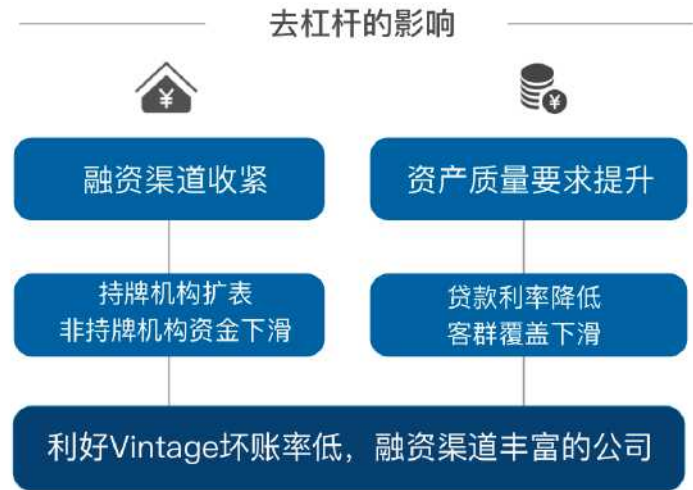 去杠杆的影响
¥
¥
融资渠道收紧
资产质量要求提升
持牌机构扩表
非持牌机构资金下滑
贷款利率降低
客群覆盖下滑
利好Vintage坏账率低，融资渠道丰富的公司